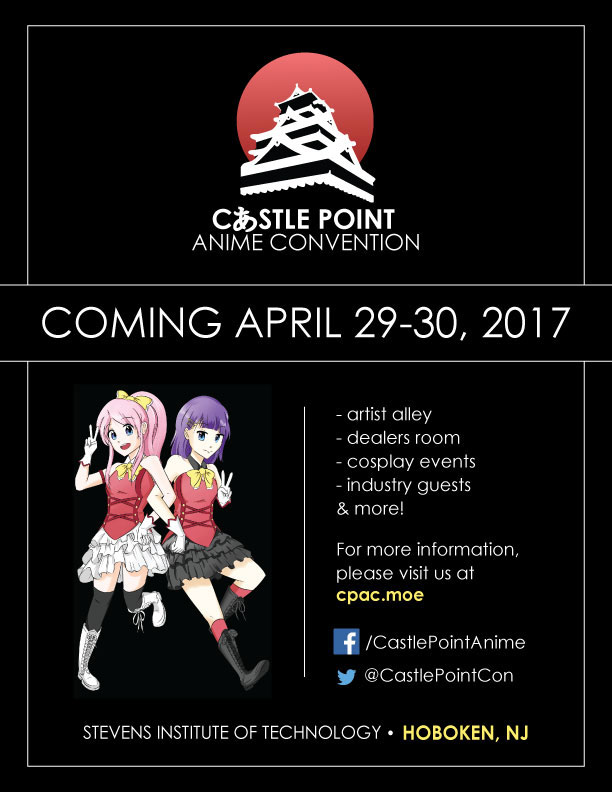 CあSTLE POINT
ANIME CONVENTION
COMING APRIL 29-30, 2017
- artist alley
- dealers room
- cosplay events
- industry guests
& more!
For more information,
please visit us at
cpac.moe
/CastlePointAnime
@CastlePointCon
STEVENS INSTITUTE OF TECHNOLOGY • HOBOKEN, NJ